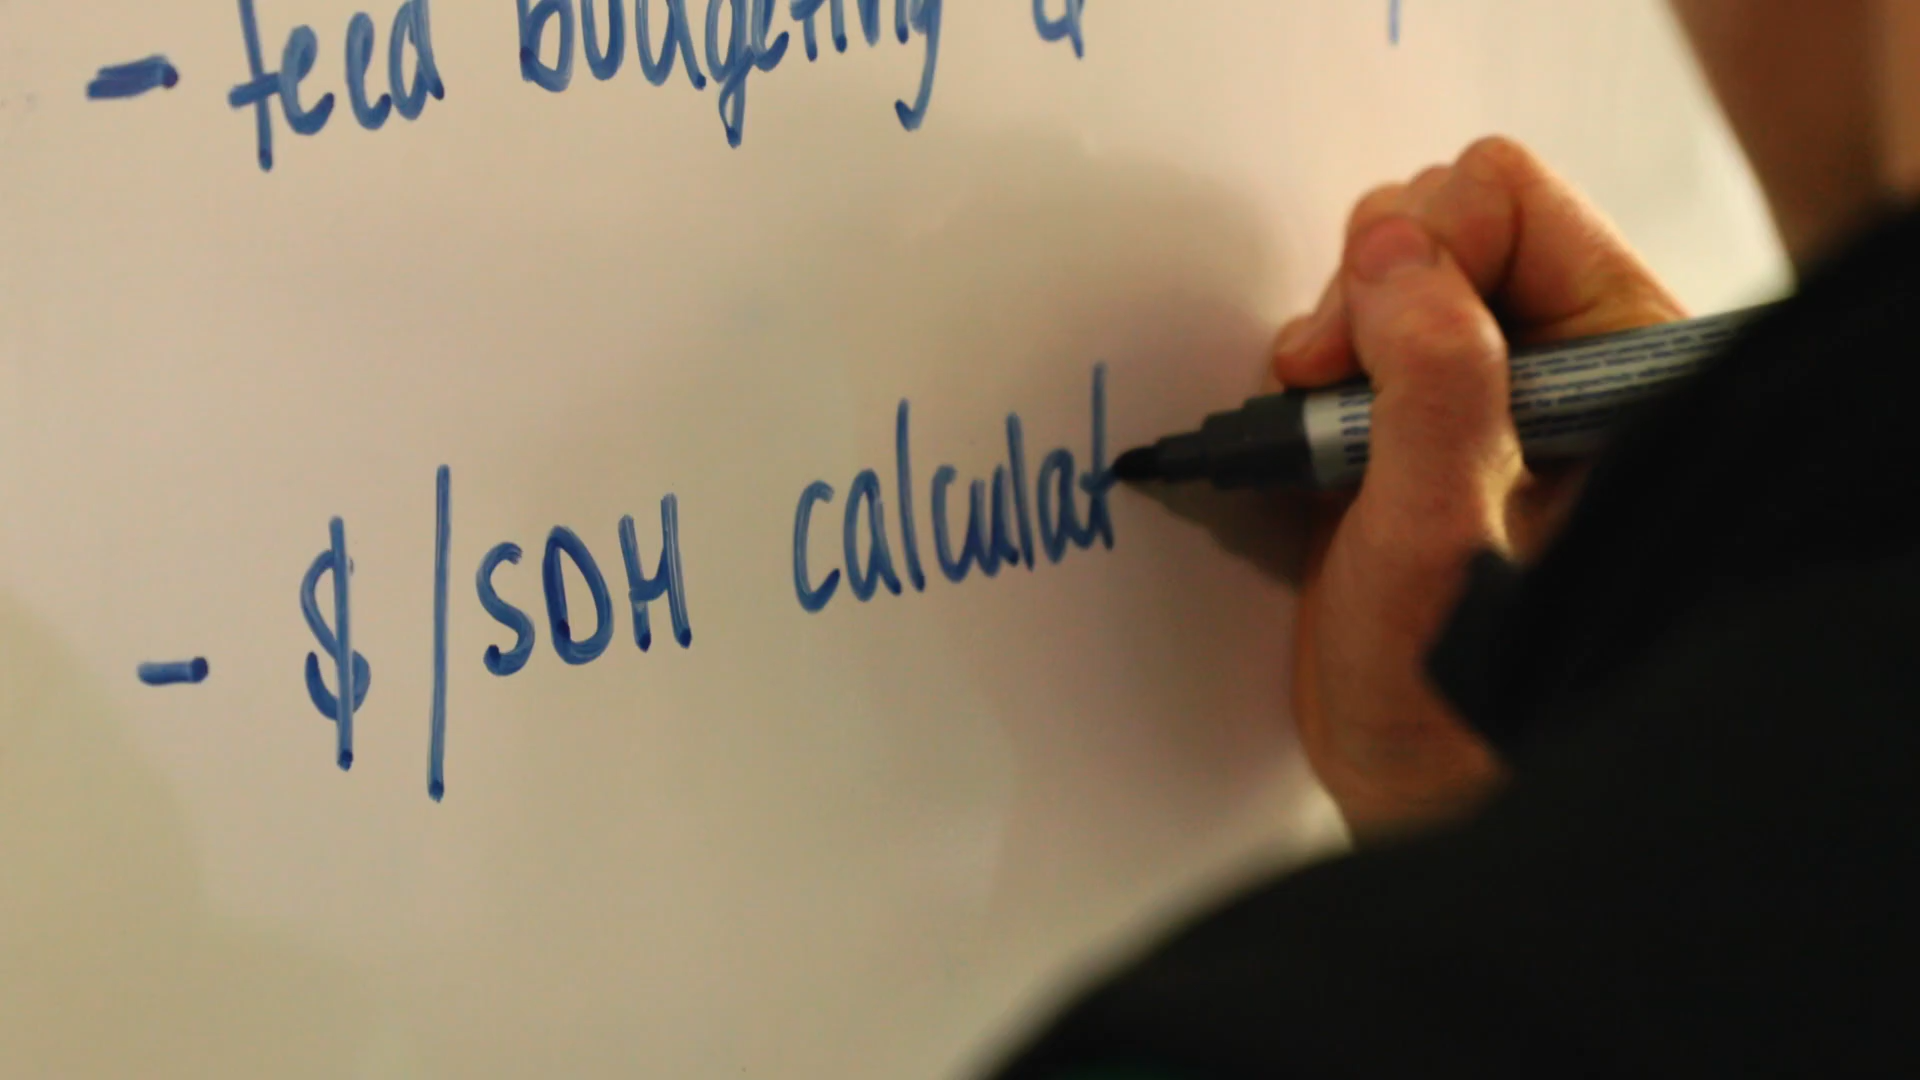 - feed budgeting &
- $/SDH calculat